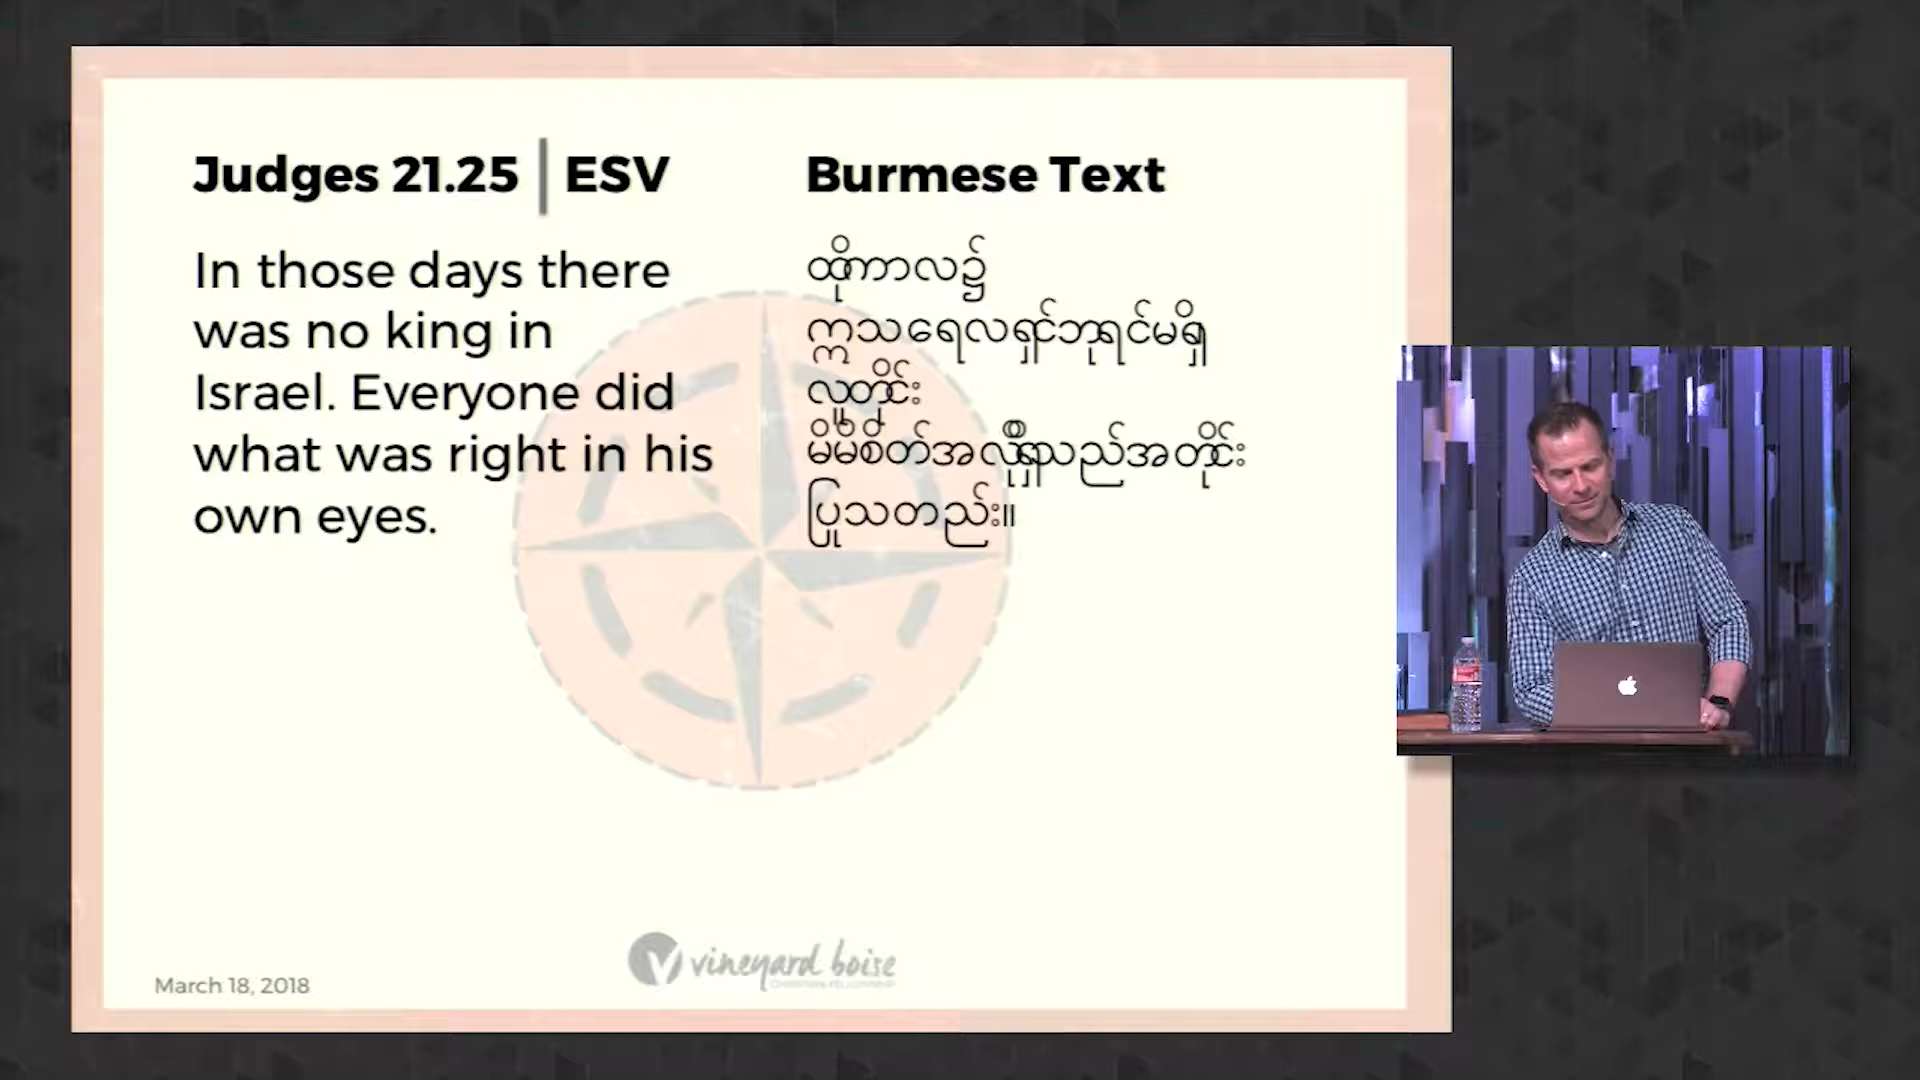 Judges 21.25 | ESV
In those days there
was no king in
Israel. Everyone did
what was right in his
own eyes.
Burmese Text
ထိုကာလ၌
ဣသရေလရှင်ဘုရင်မရှိ၊
လူတိုင်း
မိမိစိတ်အလိုရှိသည်အတိုင်း
ပြုသတည်း။
March 18, 2018
vineyard boise
CHRISTIAN FELLOWSHIP